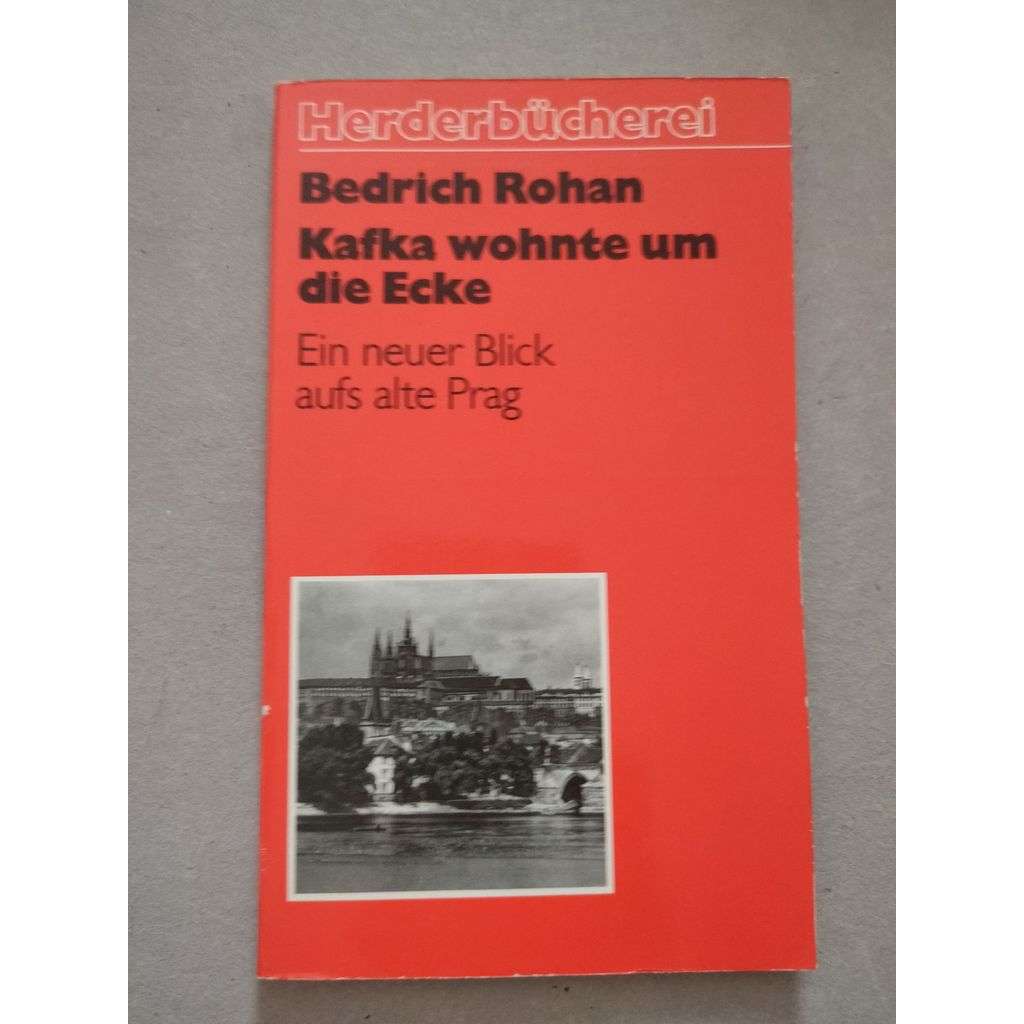 Herderbücherei
Bedrich Rohan
Kafka wohnte um
die Ecke
Ein neuer Blick
aufs alte Prag